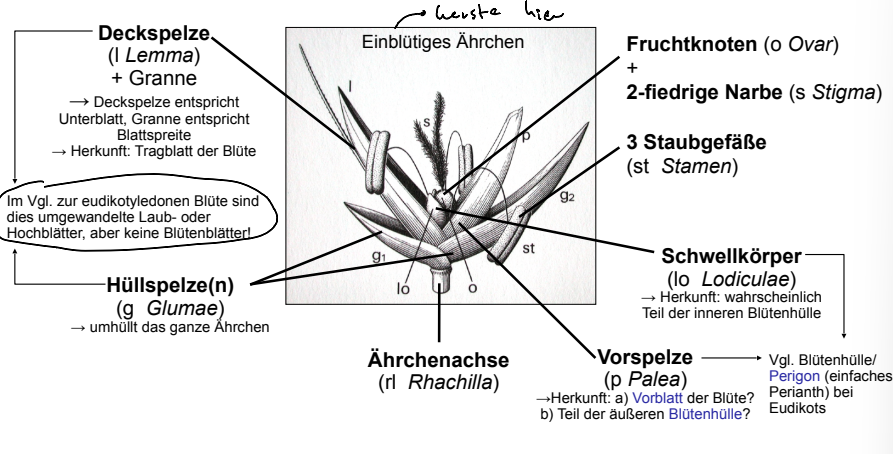 Gerste hier
Einblütiges Ährchen
Deckspelze
(l Lemma)
+ Granne
→ Deckspelze entspricht
Unterblatt, Granne entspricht
Blattspreite
→ Herkunft: Tragblatt der Blüte
Im Vgl. zur eudikotyledonen Blüte sind
dies umgewandelte Laub- oder
Hochblätter, aber keine Blütenblätter!
Hüllspelze(n)
(g Glumae)
→ umhüllt das ganze Ährchen
l
s
p
g₂
g₁
st
lo
o
Ährchenachse
(rl Rhachilla)
Fruchtknoten (o Ovar)
+
2-fiedrige Narbe (s Stigma)
3 Staubgefäße
(st Stamen)
Schwellkörper
(lo Lodiculae)
→ Herkunft: wahrscheinlich
Teil der inneren Blütenhülle
Vorspelze
(p Palea)
→Herkunft: a) Vorblatt der Blüte?
b) Teil der äußeren Blütenhülle?
Vgl. Blütenhülle/
Perigon (einfaches
Perianth) bei
Eudikots